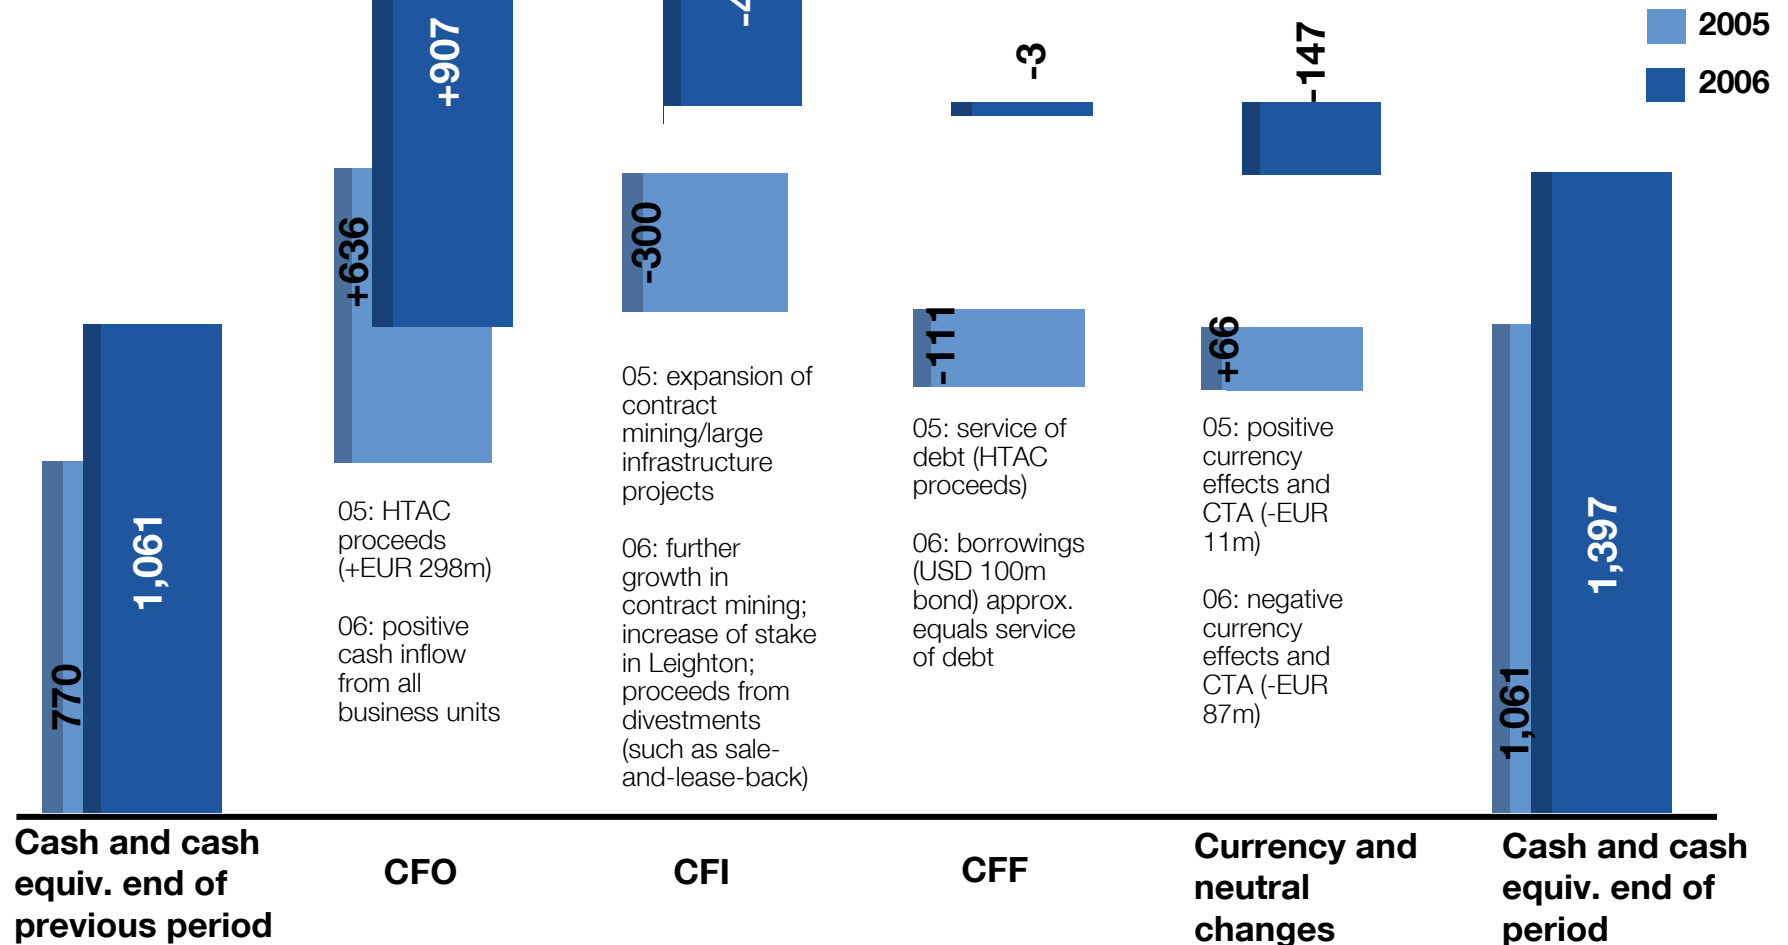 2005
2006
+907
-3
-147
+636
-300
-111
+66
770
1,061
1,061
1,397
05: HTAC
proceeds
(+EUR 298m)
06: positive
cash inflow
from all
business units
05: expansion of
contract
mining/large
infrastructure
projects
06: further
growth in
contract mining;
increase of stake
in Leighton;
proceeds from
divestments
(such as sale-
and-lease-back)
05: service of
debt (HTAC
proceeds)
06: borrowings
(USD 100m
bond) approx.
equals service
of debt
05: positive
currency
effects and
CTA (-EUR
11m)
06: negative
currency
effects and
CTA (-EUR
87m)
Cash and cash
equiv. end of
previous period
CFO
CFI
CFF
Currency and
neutral
changes
Cash and cash
equiv. end of
period